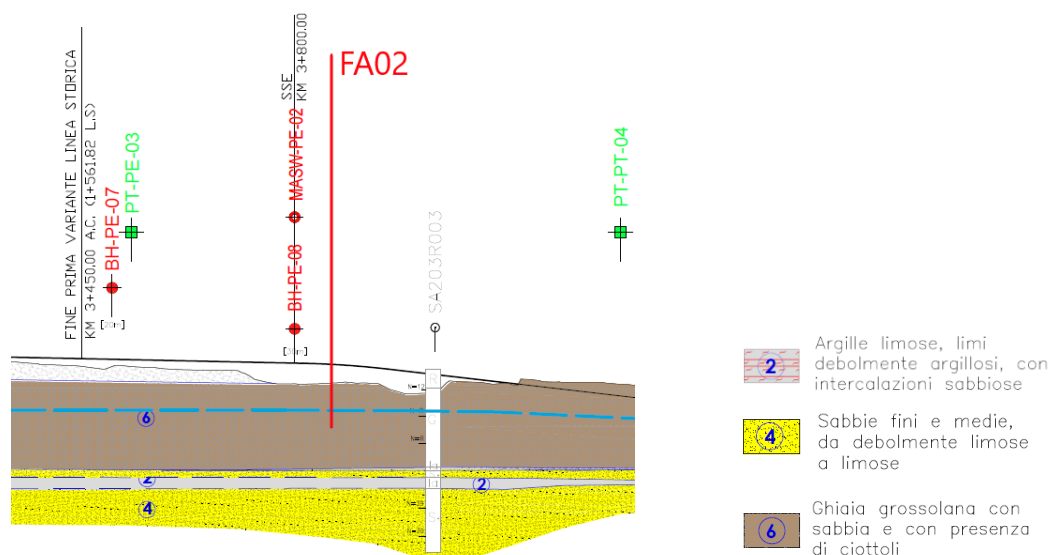 FINE PRIMA VARIANTE LINEA STORICA
KM 3+450.00 A.C. (1+561.82 L.S)
BH-PE-07
[20m]
PT-PE-03
SSE
KM 3+800.00
MASW-PE-02
BH-PE-08
[30m]
FA02
SA203R003
PT-PT-04
6
2
2
4
2
Argille limose, limi
debolmente argillosi, con
intercalazioni sabbiose
4
Sabbie fini e medie,
da debolmente limose
a limose
6
Ghiaia grossolana con
sabbia e con presenza
di ciottoli